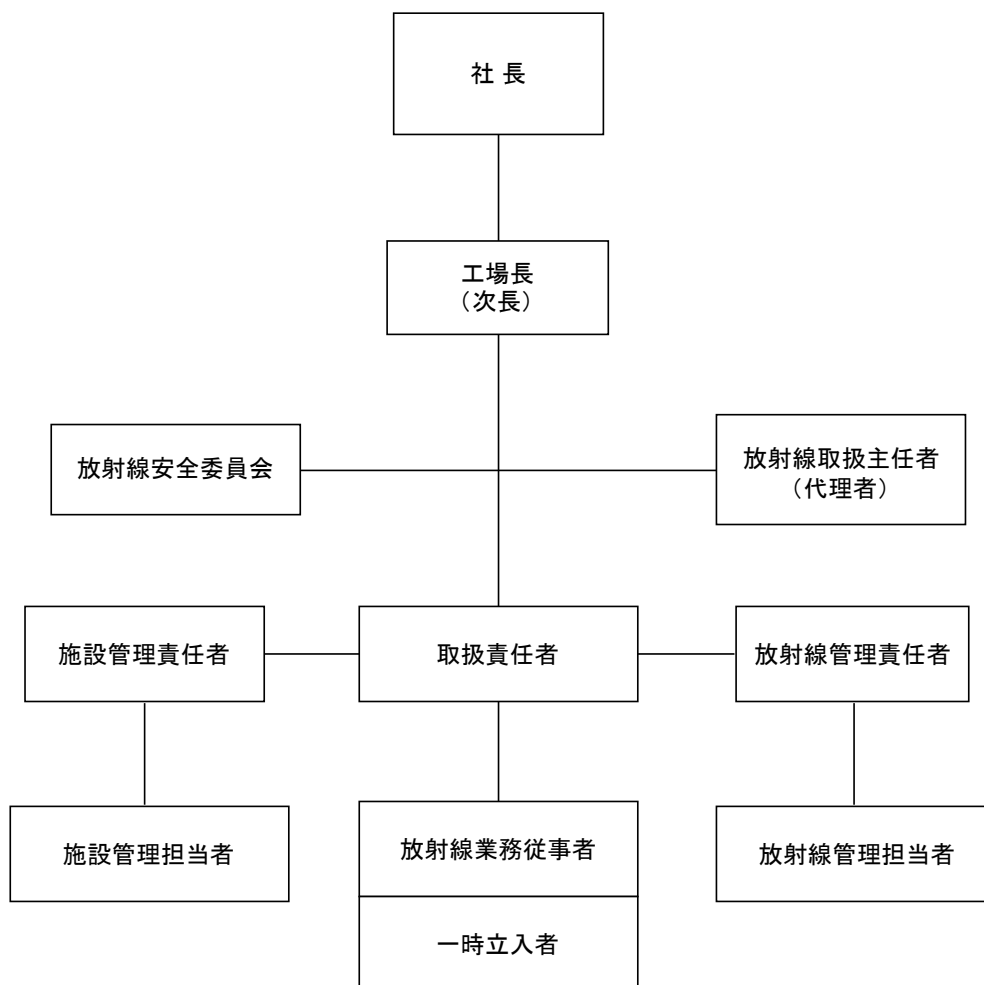 社 長
工場長
（次長）
放射線安全委員会
放射線取扱主任者
（代理者）
施設管理責任者
取扱責任者
放射線管理責任者
施設管理担当者
放射線業務従事者
放射線管理担当者
一時立入者